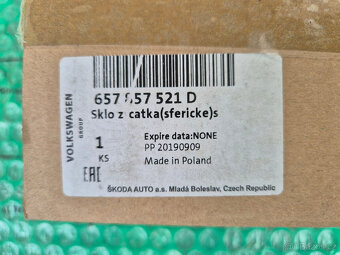 657 857 521 D
Sklo z catka(sfericke)s
VOLKSWAGEN
GROUP
1
KS
Expire data:NONE
PP 20190909
Made in Poland
EAC
ŠKODA AUTO a.s. Mladá Boleslav, Czech Republic